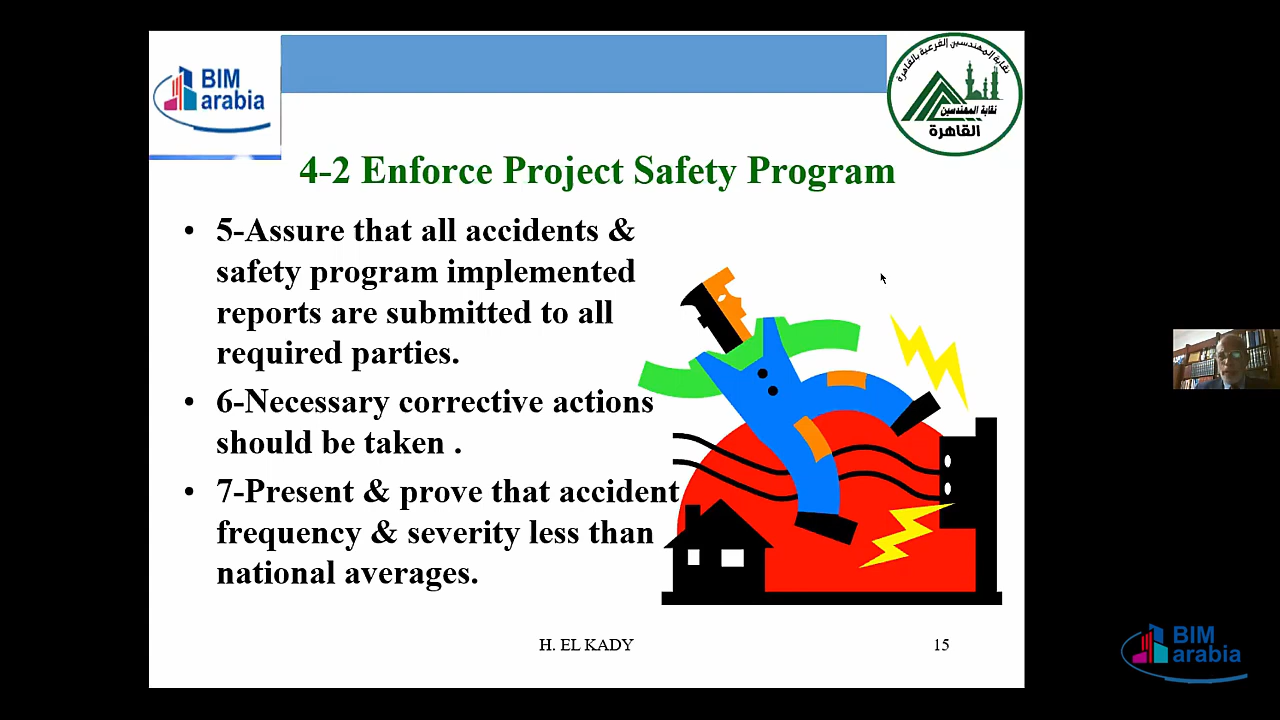 BIM
arabia
نقابة المهندسين الفرعية بالقاهرة
نقابة المهندسين
القاهرة
4-2 Enforce Project Safety Program
• 5-Assure that all accidents &
safety program implemented
reports are submitted to all
required parties.
• 6-Necessary corrective actions
should be taken .
• 7-Present & prove that accident
frequency & severity less than
national averages.
H. EL KADY
15
BIM
arabia